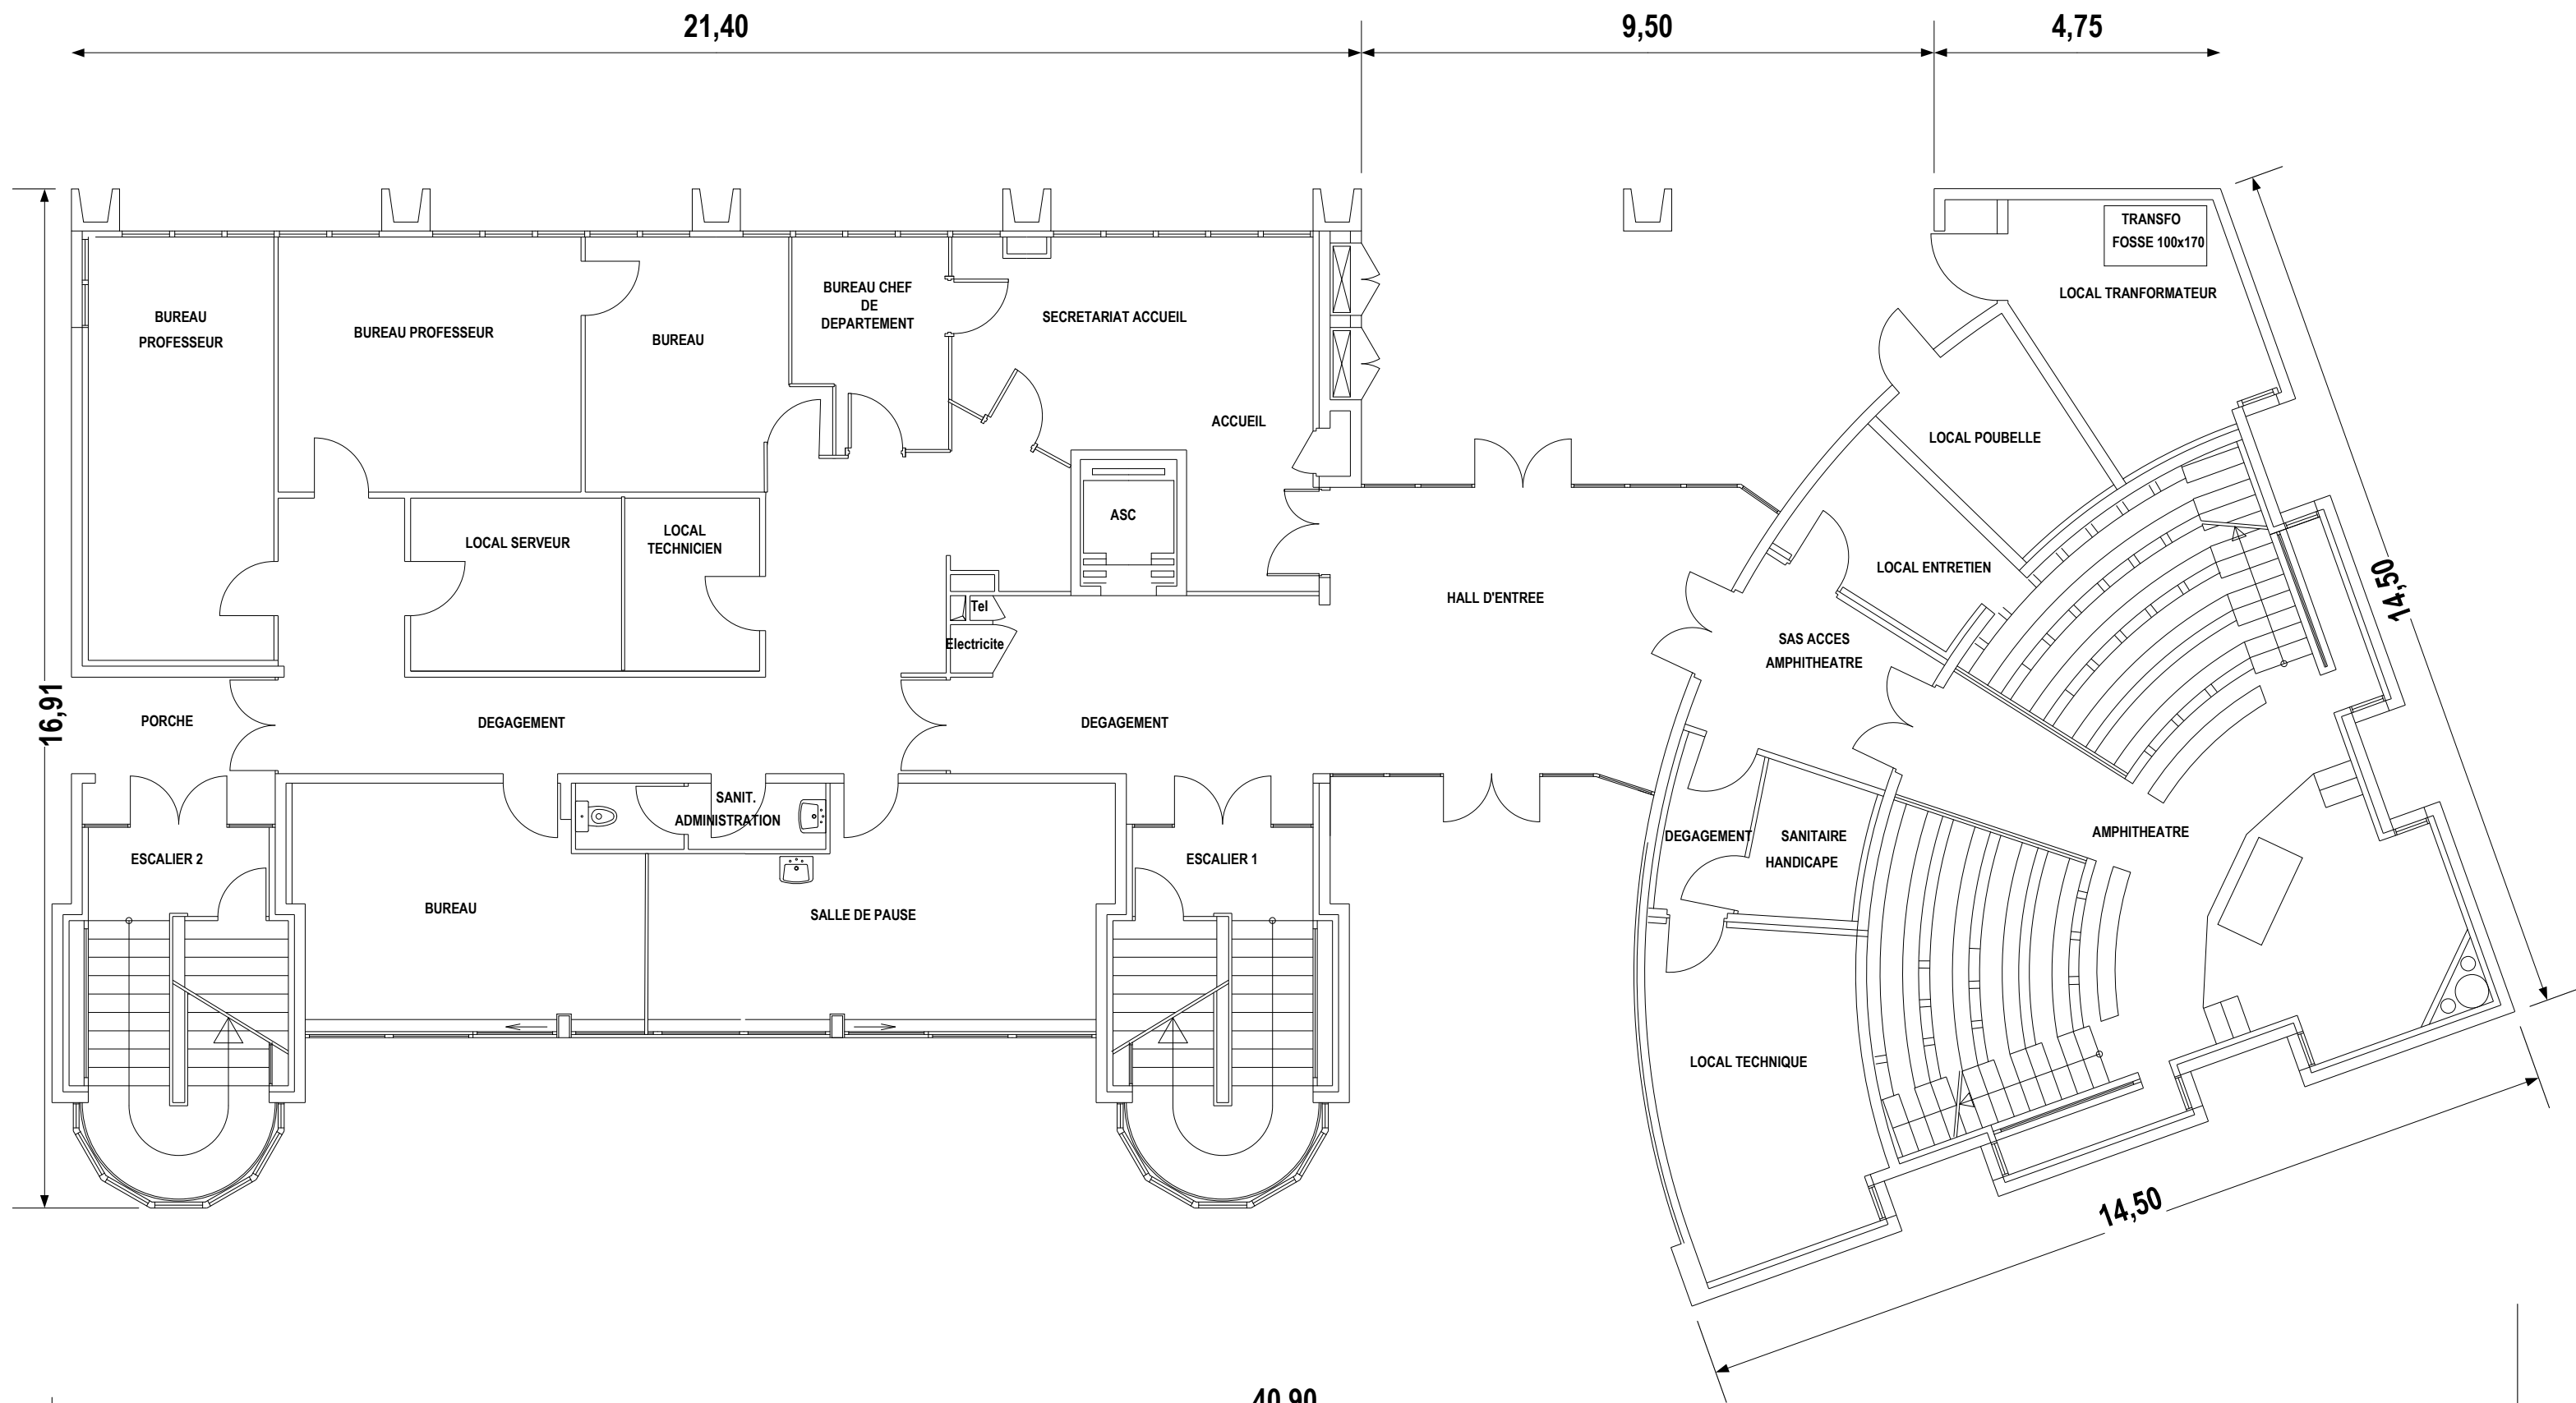 21,40
9,50
4,75
TRANSFO
FOSSE 100x170
LOCAL TRANFORMATEUR
BUREAU
PROFESSEUR
BUREAU PROFESSEUR
BUREAU
BUREAU CHEF
DE
DEPARTEMENT
SECRETARIAT ACCUEIL
ACCUEIL
LOCAL POUBELLE
LOCAL SERVEUR
LOCAL
TECHNICIEN
ASC
LOCAL ENTRETIEN
14,50
Tel
Electricite
HALL D'ENTREE
SAS ACCES
AMPHITHEATRE
16,91
PORCHE
DEGAGEMENT
DEGAGEMENT
SANIT.
ADMINISTRATION
ESCALIER 2
ESCALIER 1
DEGAGEMENT
SANITAIRE
HANDICAPE
AMPHITHEATRE
BUREAU
SALLE DE PAUSE
LOCAL TECHNIQUE
14,50
40,90